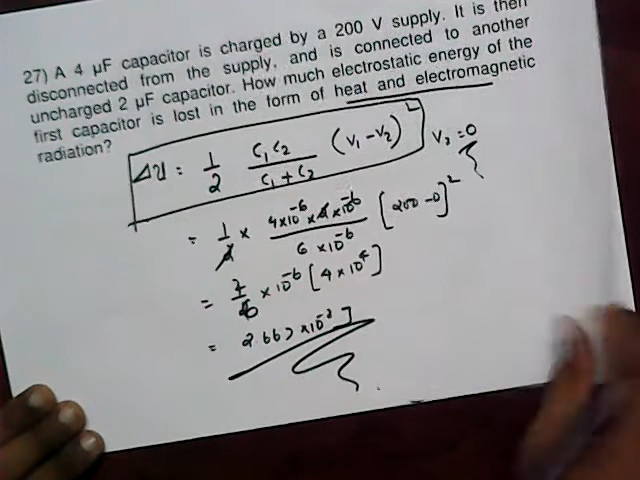 27) A 4 μF capacitor is charged by a 200 V supply. It is then
disconnected from the supply, and is connected to another
uncharged 2 μF capacitor. How much electrostatic energy of the
first capacitor is lost in the form of heat and electromagnetic
radiation?
ΔU = 1/2 C₁C₂/(C₁+C₂) (V₁-V₂)² V₂=0
= 1/2 × 4×10⁻⁶×2×10⁻⁶/6×10⁻⁶ [200-0]²
= × 10⁻⁶ [4×10⁴]
= 2.667 ×10⁻² J